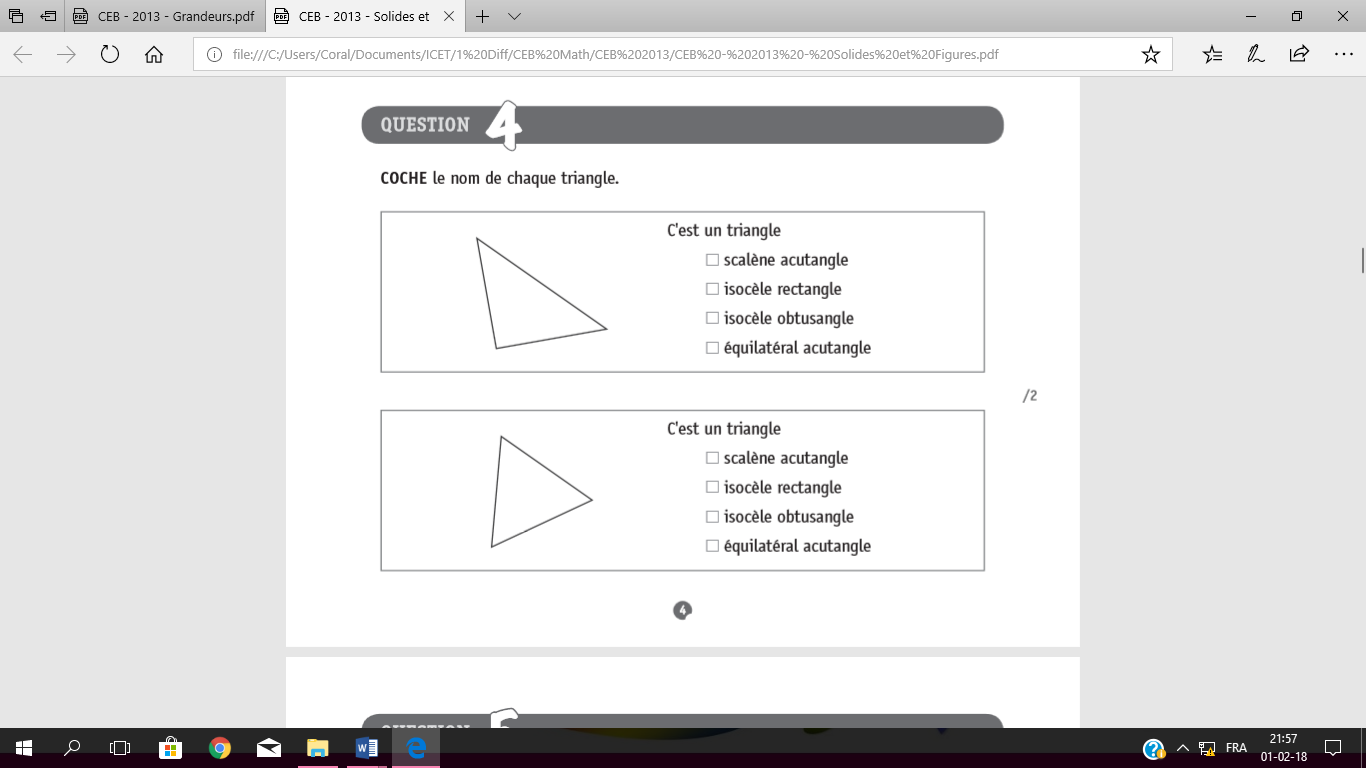 CEB - 2013 - Grandeurs.pdf
CEB - 2013 - Solides et
file:///C:/Users/Coral/Documents/ICET/1%20Diff/CEB%20Math/CEB%202013/CEB%20-%202013%20-%20Solides%20et%20Figures.pdf
QUESTION 4
COCHE le nom de chaque triangle.
C'est un triangle
scalène acutangle
isocèle rectangle
isocèle obtusangle
équilatéral acutangle
/2
C'est un triangle
scalène acutangle
isocèle rectangle
isocèle obtusangle
équilatéral acutangle
4
FRA
21:57
01-02-18